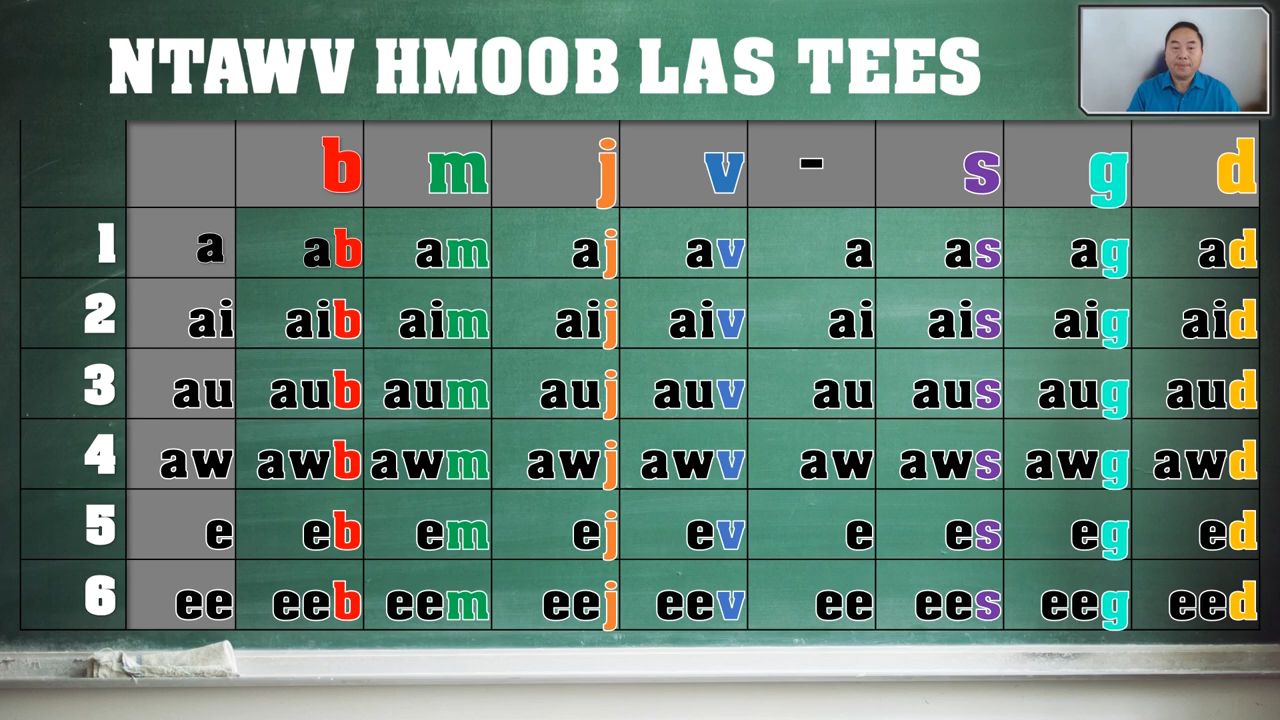 NTAWV HMOOB LAS TEES
b m j v - s g d
1 a ab am aj av a as ag ad
2 ai aib aim aij aiv ai ais aig aid
3 au aub aum auj auv au aus aug aud
4 aw awb awm awj awv aw aws awg awd
5 e eb em ej ev e es eg ed
6 ee eeb eem eej eev ee ees eeg eed